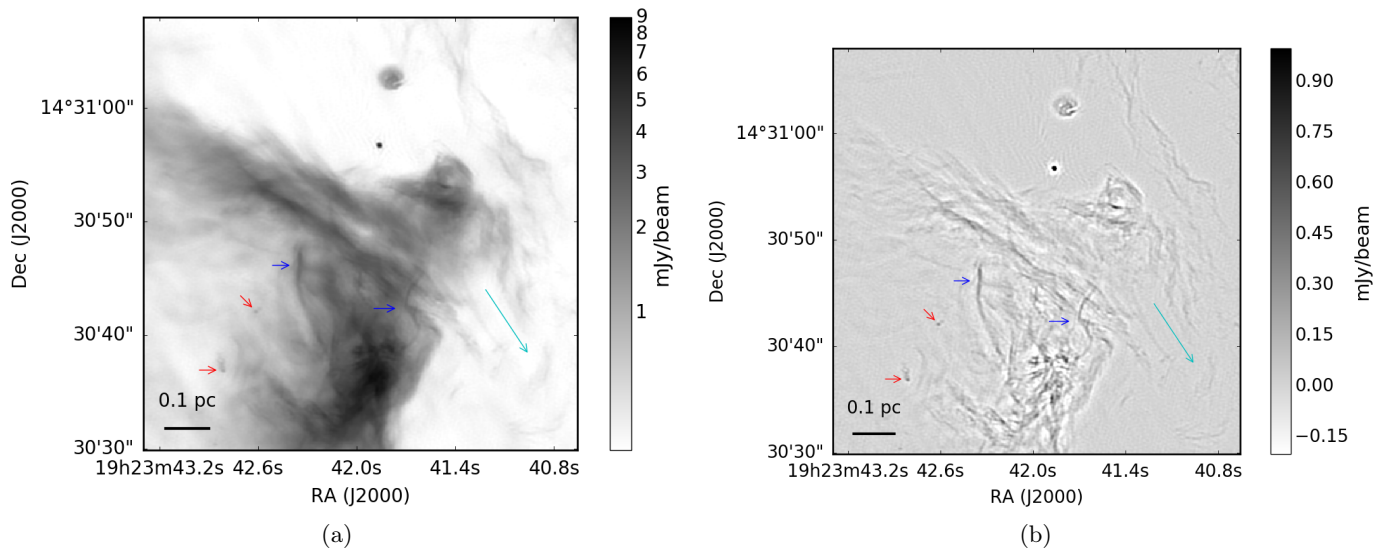 14°31'00"
30'50"
30'40"
30'30"
Dec (J2000)
0.1 pc
19h23m43.2s 42.6s 42.0s 41.4s 40.8s
RA (J2000)
9
8
7
6
5
4
3
2
1
mJy/beam
(a)
14°31'00"
30'50"
30'40"
30'30"
Dec (J2000)
0.1 pc
19h23m43.2s 42.6s 42.0s 41.4s 40.8s
RA (J2000)
0.90
0.75
0.60
0.45
0.30
0.15
0.00
−0.15
mJy/beam
(b)